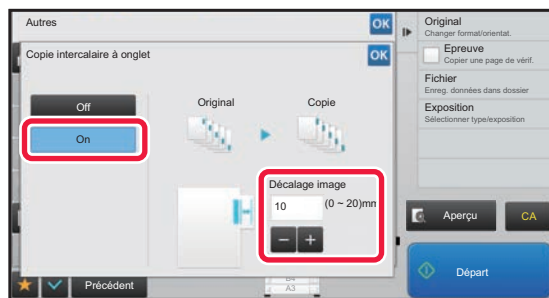 Autres
OK
Copie intercalaire à onglet
OK
Off
On
Original
Copie
Décalage image
10
(0 ~ 20)mm
Original
Changer format/orientat.
Epreuve
Copier une page de vérif.
Fichier
Enreg. données dans dossier
Exposition
Sélectionner type/exposition
Aperçu
CA
Départ
Précédent
A3